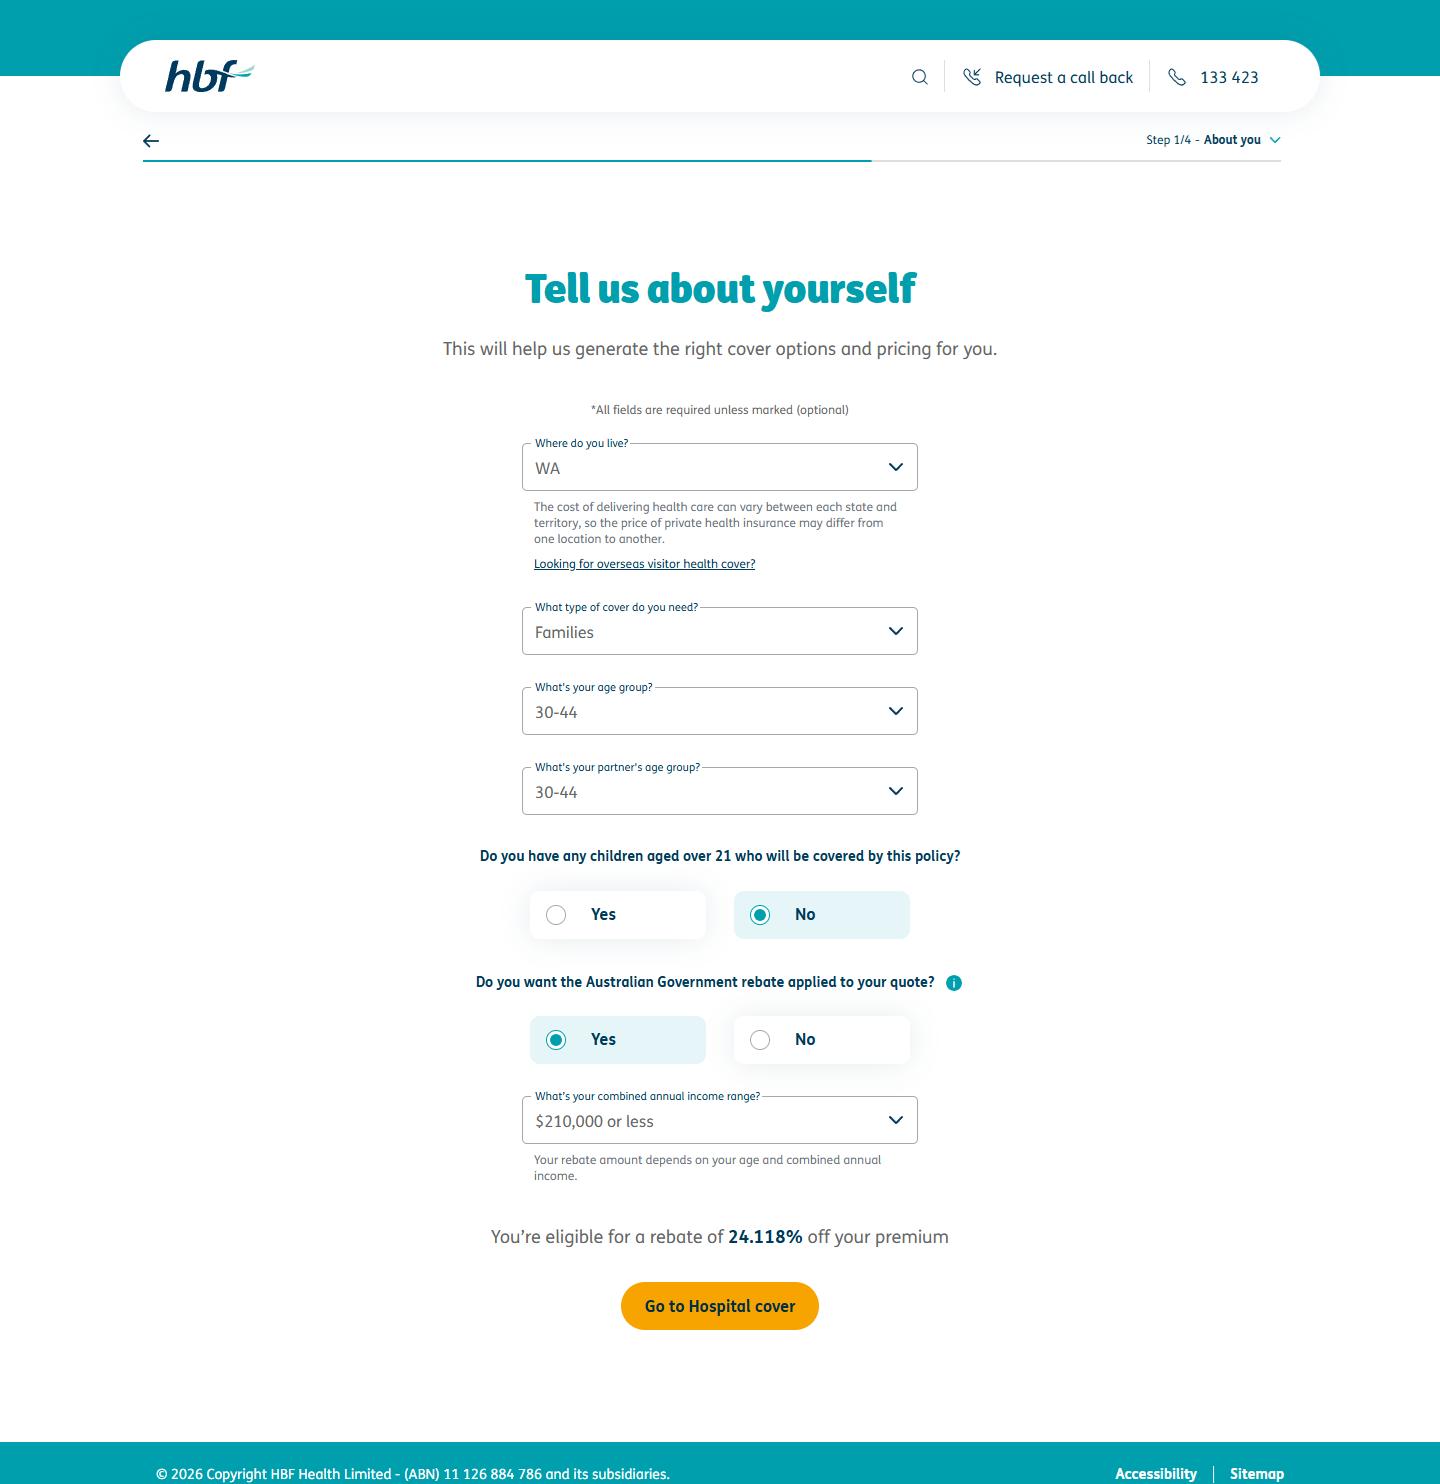 hbf
Request a call back
133 423
Step 1/4 - About you
Tell us about yourself
This will help us generate the right cover options and pricing for you.
*All fields are required unless marked (optional)
Where do you live?
WA
The cost of delivering health care can vary between each state and
territory, so the price of private health insurance may differ from
one location to another.
Looking for overseas visitor health cover?
What type of cover do you need?
Families
What's your age group?
30-44
What's your partner's age group?
30-44
Do you have any children aged over 21 who will be covered by this policy?
Yes
No
Do you want the Australian Government rebate applied to your quote? i
Yes
No
What's your combined annual income range?
$210,000 or less
Your rebate amount depends on your age and combined annual
income.
You’re eligible for a rebate of 24.118% off your premium
Go to Hospital cover
© 2026 Copyright HBF Health Limited - (ABN) 11 126 884 786 and its subsidiaries.
Accessibility
Sitemap